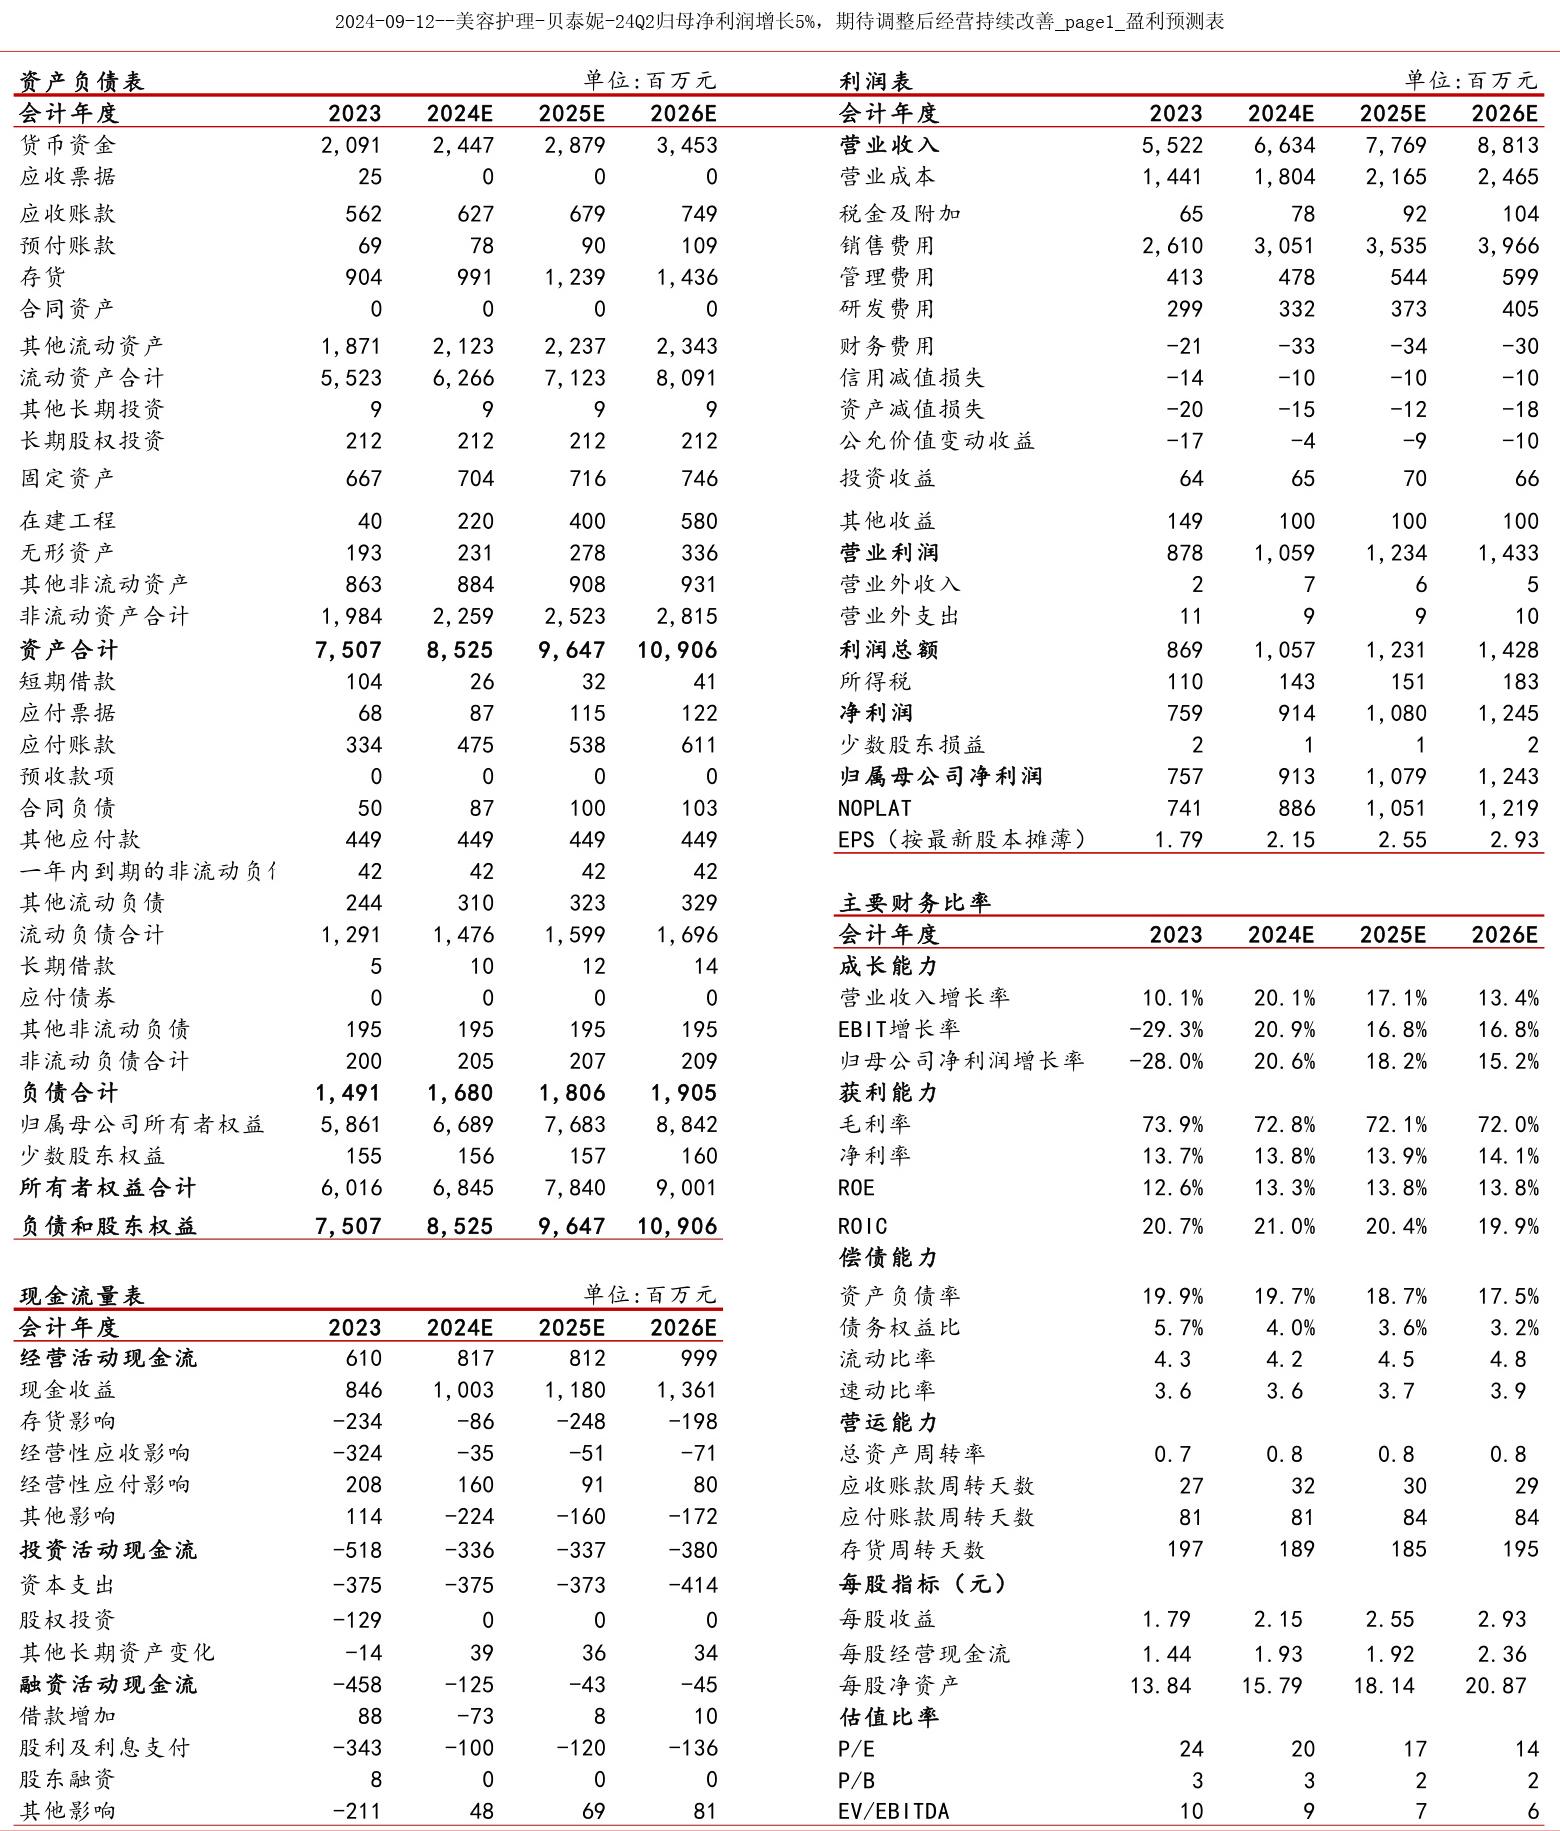 2024-09-12--美容护理-贝泰妮-24Q2归母净利润增长5%，期待调整后经营持续改善_page1_盈利预测表
资产负债表 单位:百万元
会计年度 2023 2024E 2025E 2026E
货币资金 2,091 2,447 2,879 3,453
应收票据 25 0 0 0
应收账款 562 627 679 749
预付账款 69 78 90 109
存货 904 991 1,239 1,436
合同资产 0 0 0 0
其他流动资产 1,871 2,123 2,237 2,343
流动资产合计 5,523 6,266 7,123 8,091
其他长期投资 9 9 9 9
长期股权投资 212 212 212 212
固定资产 667 704 716 746
在建工程 40 220 400 580
无形资产 193 231 278 336
其他非流动资产 863 884 908 931
非流动资产合计 1,984 2,259 2,523 2,815
资产合计 7,507 8,525 9,647 10,906
短期借款 104 26 32 41
应付票据 68 87 115 122
应付账款 334 475 538 611
预收款项 0 0 0 0
合同负债 50 87 100 103
其他应付款 449 449 449 449
一年内到期的非流动负 42 42 42 42
其他流动负债 244 310 323 329
流动负债合计 1,291 1,476 1,599 1,696
长期借款 5 10 12 14
应付债券 0 0 0 0
其他非流动负债 195 195 195 195
非流动负债合计 200 205 207 209
负债合计 1,491 1,680 1,806 1,905
归属母公司所有者权益 5,861 6,689 7,683 8,842
少数股东权益 155 156 157 160
所有者权益合计 6,016 6,845 7,840 9,001
负债和股东权益 7,507 8,525 9,647 10,906
现金流量表 单位:百万元
会计年度 2023 2024E 2025E 2026E
经营活动现金流 610 817 812 999
现金收益 846 1,003 1,180 1,361
存货影响 -234 -86 -248 -198
经营性应收影响 -324 -35 -51 -71
经营性应付影响 208 160 91 80
其他影响 114 -224 -160 -172
投资活动现金流 -518 -336 -337 -380
资本支出 -375 -375 -373 -414
股权投资 -129 0 0 0
其他长期资产变化 -14 39 36 34
融资活动现金流 -458 -125 -43 -45
借款增加 88 -73 8 10
股利及利息支付 -343 -100 -120 -136
股东融资 8 0 0 0
其他影响 -211 48 69 81
利润表 单位:百万元
会计年度 2023 2024E 2025E 2026E
营业收入 5,522 6,634 7,769 8,813
营业成本 1,441 1,804 2,165 2,465
税金及附加 65 78 92 104
销售费用 2,610 3,051 3,535 3,966
管理费用 413 478 544 599
研发费用 299 332 373 405
财务费用 -21 -33 -34 -30
信用减值损失 -14 -10 -10 -10
资产减值损失 -20 -15 -12 -18
公允价值变动收益 -17 -4 -9 -10
投资收益 64 65 70 66
其他收益 149 100 100 100
营业利润 878 1,059 1,234 1,433
营业外收入 2 7 6 5
营业外支出 11 9 9 10
利润总额 869 1,057 1,231 1,428
所得税 110 143 151 183
净利润 759 914 1,080 1,245
少数股东损益 2 1 1 2
归属母公司净利润 757 913 1,079 1,243
NOPLAT 741 886 1,051 1,219
EPS（按最新股本摊薄） 1.79 2.15 2.55 2.93
主要财务比率
会计年度 2023 2024E 2025E 2026E
成长能力
营业收入增长率 10.1% 20.1% 17.1% 13.4%
EBIT增长率 -29.3% 20.9% 16.8% 16.8%
归母公司净利润增长率 -28.0% 20.6% 18.2% 15.2%
获利能力
毛利率 73.9% 72.8% 72.1% 72.0%
净利率 13.7% 13.8% 13.9% 14.1%
ROE 12.6% 13.3% 13.8% 13.8%
ROIC 20.7% 21.0% 20.4% 19.9%
偿债能力
资产负债率 19.9% 19.7% 18.7% 17.5%
债务权益比 5.7% 4.0% 3.6% 3.2%
流动比率 4.3 4.2 4.5 4.8
速动比率 3.6 3.6 3.7 3.9
营运能力
总资产周转率 0.7 0.8 0.8 0.8
应收账款周转天数 27 32 30 29
应付账款周转天数 81 81 84 84
存货周转天数 197 189 185 195
每股指标（元）
每股收益 1.79 2.15 2.55 2.93
每股经营现金流 1.44 1.93 1.92 2.36
每股净资产 13.84 15.79 18.14 20.87
估值比率
P/E 24 20 17 14
P/B 3 3 2 2
EV/EBITDA 10 9 7 6